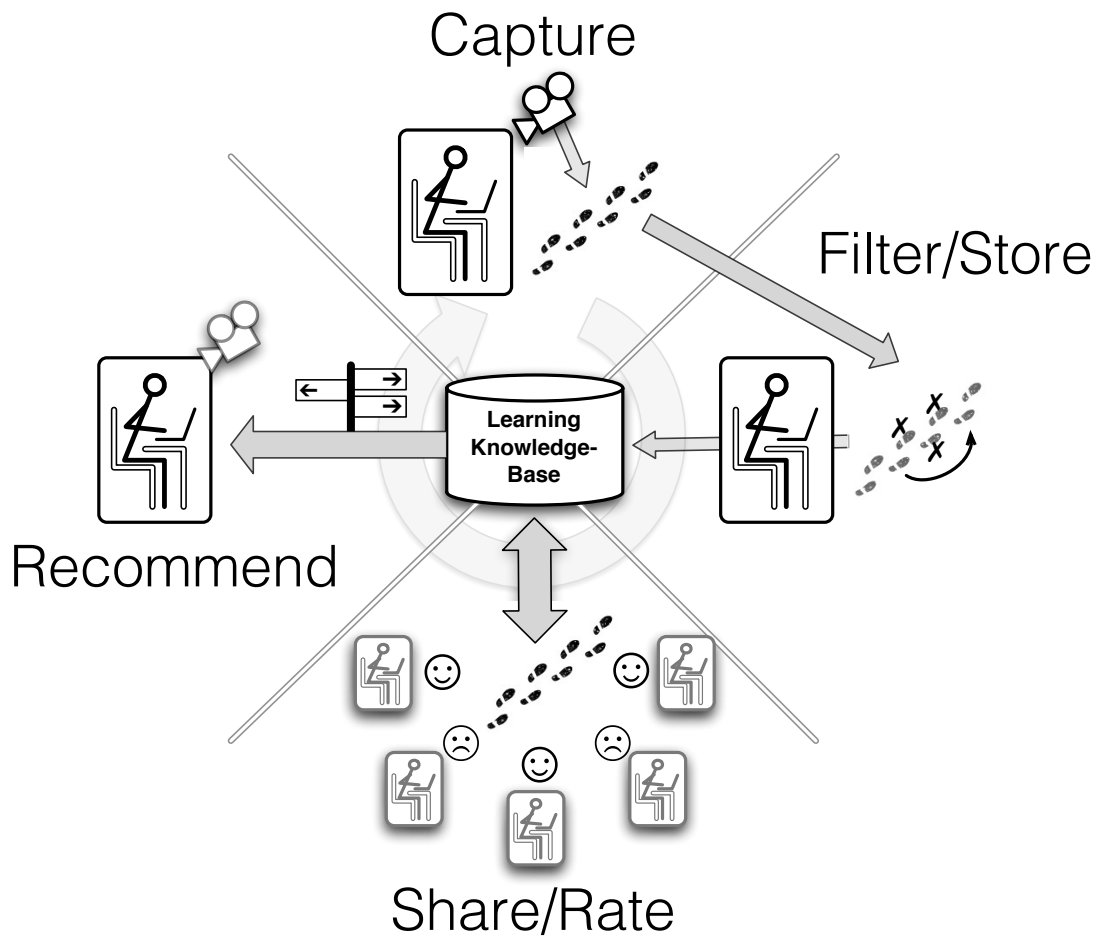 Capture
Filter/Store
Learning
Knowledge-
Base
Recommend
Share/Rate